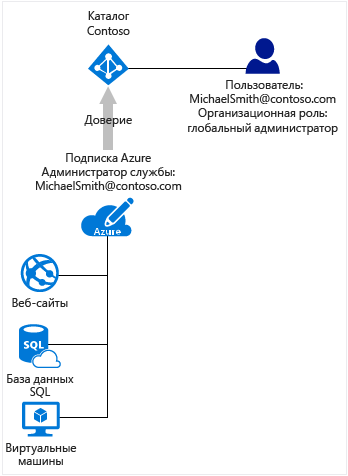 Каталог
Contoso
Пользователь:
MichaelSmith@contoso.com
Организационная роль:
глобальный администратор
Доверие
Подписка Azure
Администратор службы:
MichaelSmith@contoso.com
Azure
Веб-сайты
SQL
База данных
SQL
Виртуальные
машины